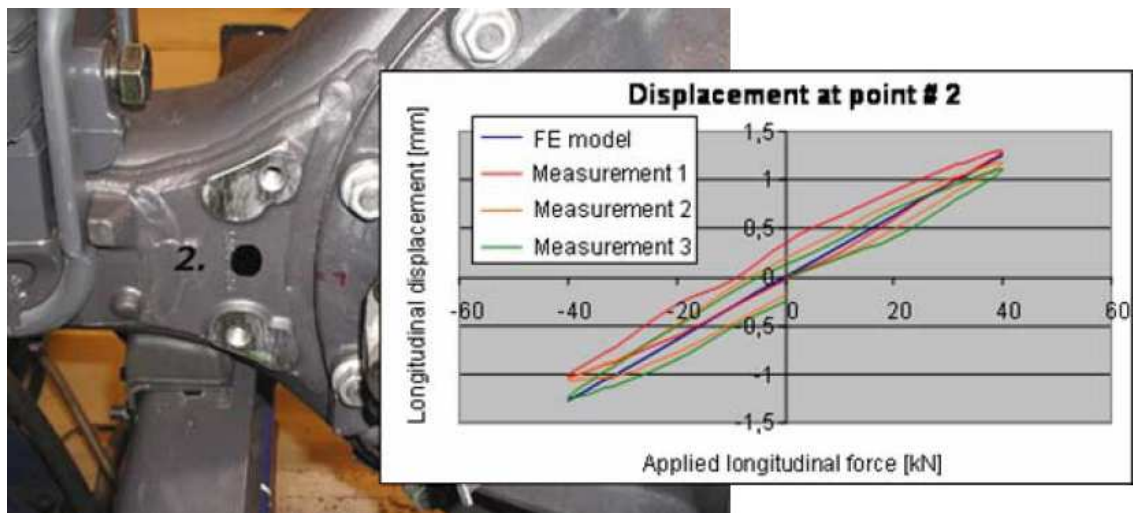 2.
Displacement at point # 2
Longitudinal displacement [mm]
FE model
Measurement 1
Measurement 2
Measurement 3
1,5
1
0,5
0
-0,5
-1
-1,5
-60 -40 -20 0 20 40 60
Applied longitudinal force [kN]